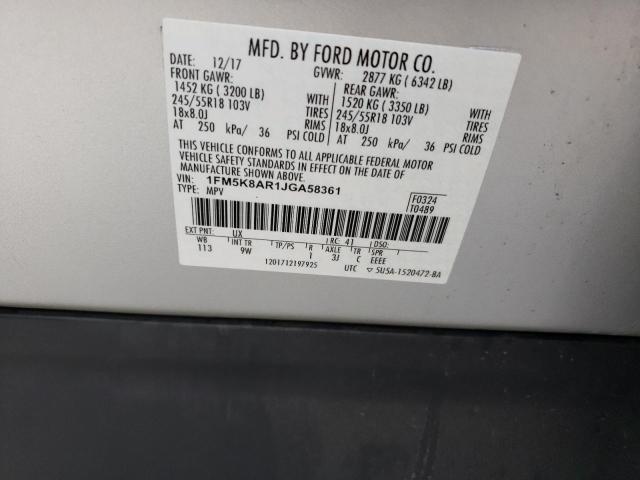 MFD. BY FORD MOTOR CO.
DATE: 12/17 GVWR: 2877 KG ( 6342 LB)
FRONT GAWR: REAR GAWR:
1452 KG ( 3200 LB) WITH 1520 KG ( 3350 LB) WITH
245/55R18 103V TIRES 245/55R18 103V TIRES
18x8.0J RIMS 18x8.0J RIMS
AT 250 kPa/ 36 PSI COLD AT 250 kPa/ 36 PSI COLD
THIS VEHICLE CONFORMS TO ALL APPLICABLE FEDERAL MOTOR
VEHICLE SAFETY STANDARDS IN EFFECT ON THE DATE OF
MANUFACTURE SHOWN ABOVE.
VIN: 1FM5K8AR1JGA58361
TYPE: MPV
F0324
T0489
EXT PNT: UX RC: 41 DSO:
WB INT TR TP/PS R AXLE TR SPR
113 9W 1 3J C EEEE
1201712197925 UTC ▽ 5U5A-1520472-BA